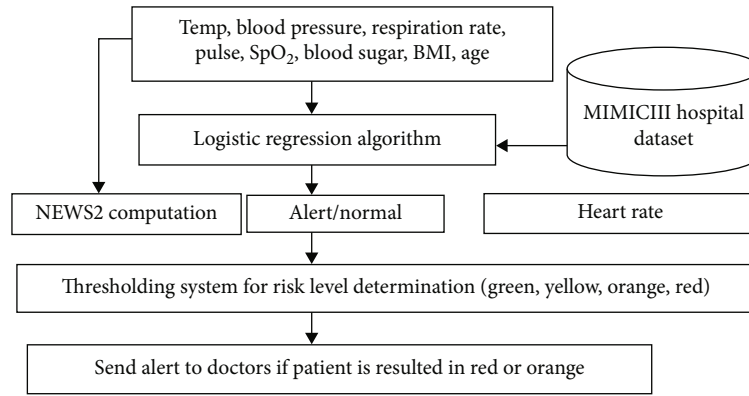 Temp, blood pressure, respiration rate,
pulse, SpO₂, blood sugar, BMI, age
MIMICIII hospital
dataset
Logistic regression algorithm
NEWS2 computation
Alert/normal
Heart rate
Thresholding system for risk level determination (green, yellow, orange, red)
Send alert to doctors if patient is resulted in red or orange